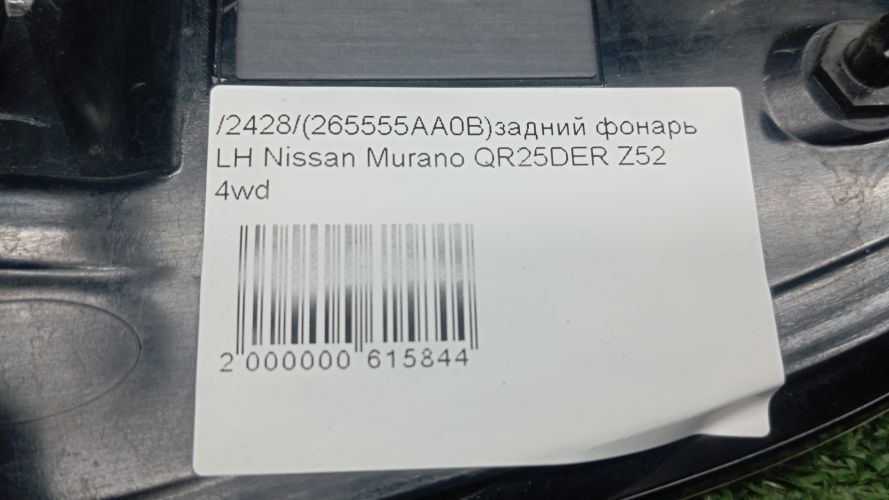 /2428/(265555AA0B)задний фонарь
LH Nissan Murano QR25DER Z52
4wd
2 000000 615844